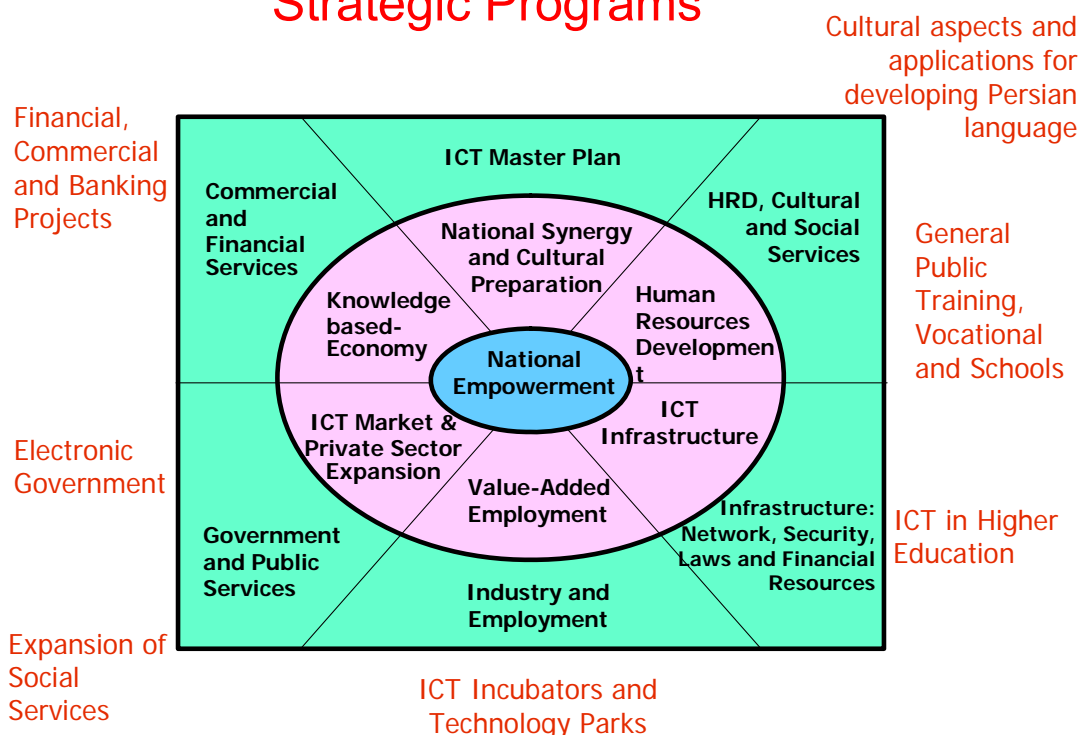 Strategic Programs
Cultural aspects and
applications for
developing Persian
language
Financial,
Commercial
and Banking
Projects
ICT Master Plan
Commercial
and
Financial
Services
HRD, Cultural
and Social
Services
National Synergy
and Cultural
Preparation
General
Public
Training,
Vocational
and Schools
Knowledge
based-
Economy
Human
Resources
Developmen
t
National
Empowerment
ICT Market &
Private Sector
Expansion
ICT
Infrastructure
Electronic
Government
Value-Added
Employment
Infrastructure:
Network, Security,
Laws and Financial
Resources
ICT in Higher
Education
Government
and Public
Services
Industry and
Employment
Expansion of
Social
Services
ICT Incubators and
Technology Parks